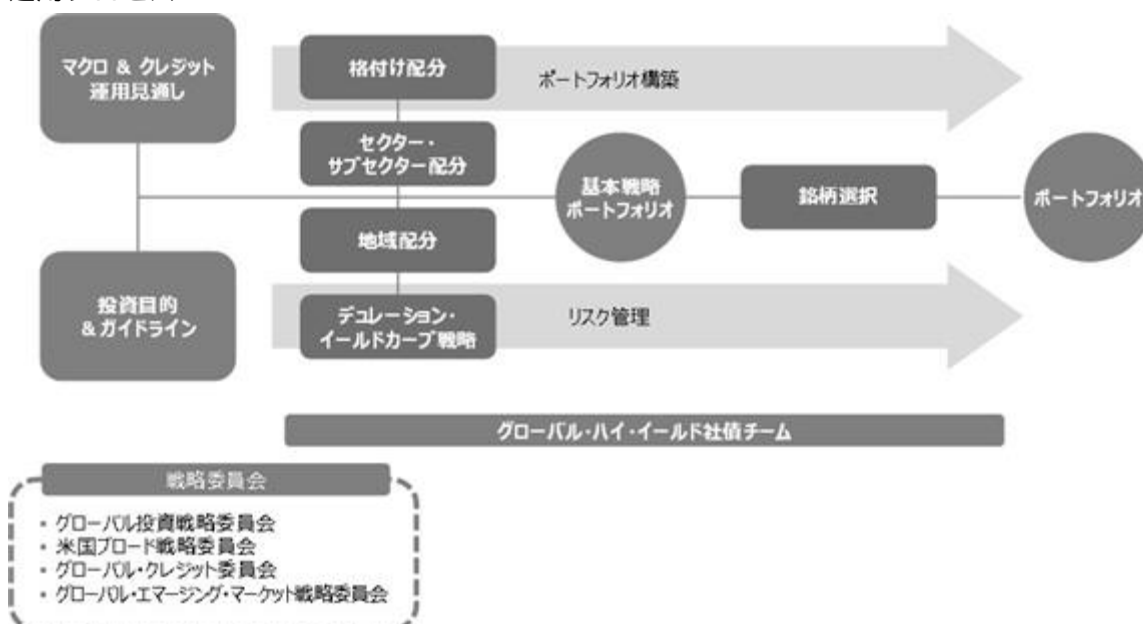 マクロ & クレジット
運用見通し
格付け配分
ポートフォリオ構築
セクター・
サブセクター配分
基本戦略
ポートフォリオ
銘柄選択
ポートフォリオ
地域配分
投資目的
&ガイドライン
デュレーション・
イールドカーブ戦略
リスク管理
グローバル・ハイ・イールド社債チーム
戦略委員会
▪ グローバル投資戦略委員会
▪ 米国ブロード戦略委員会
▪ グローバル・クレジット委員会
▪ グローバル・エマージング・マーケット戦略委員会